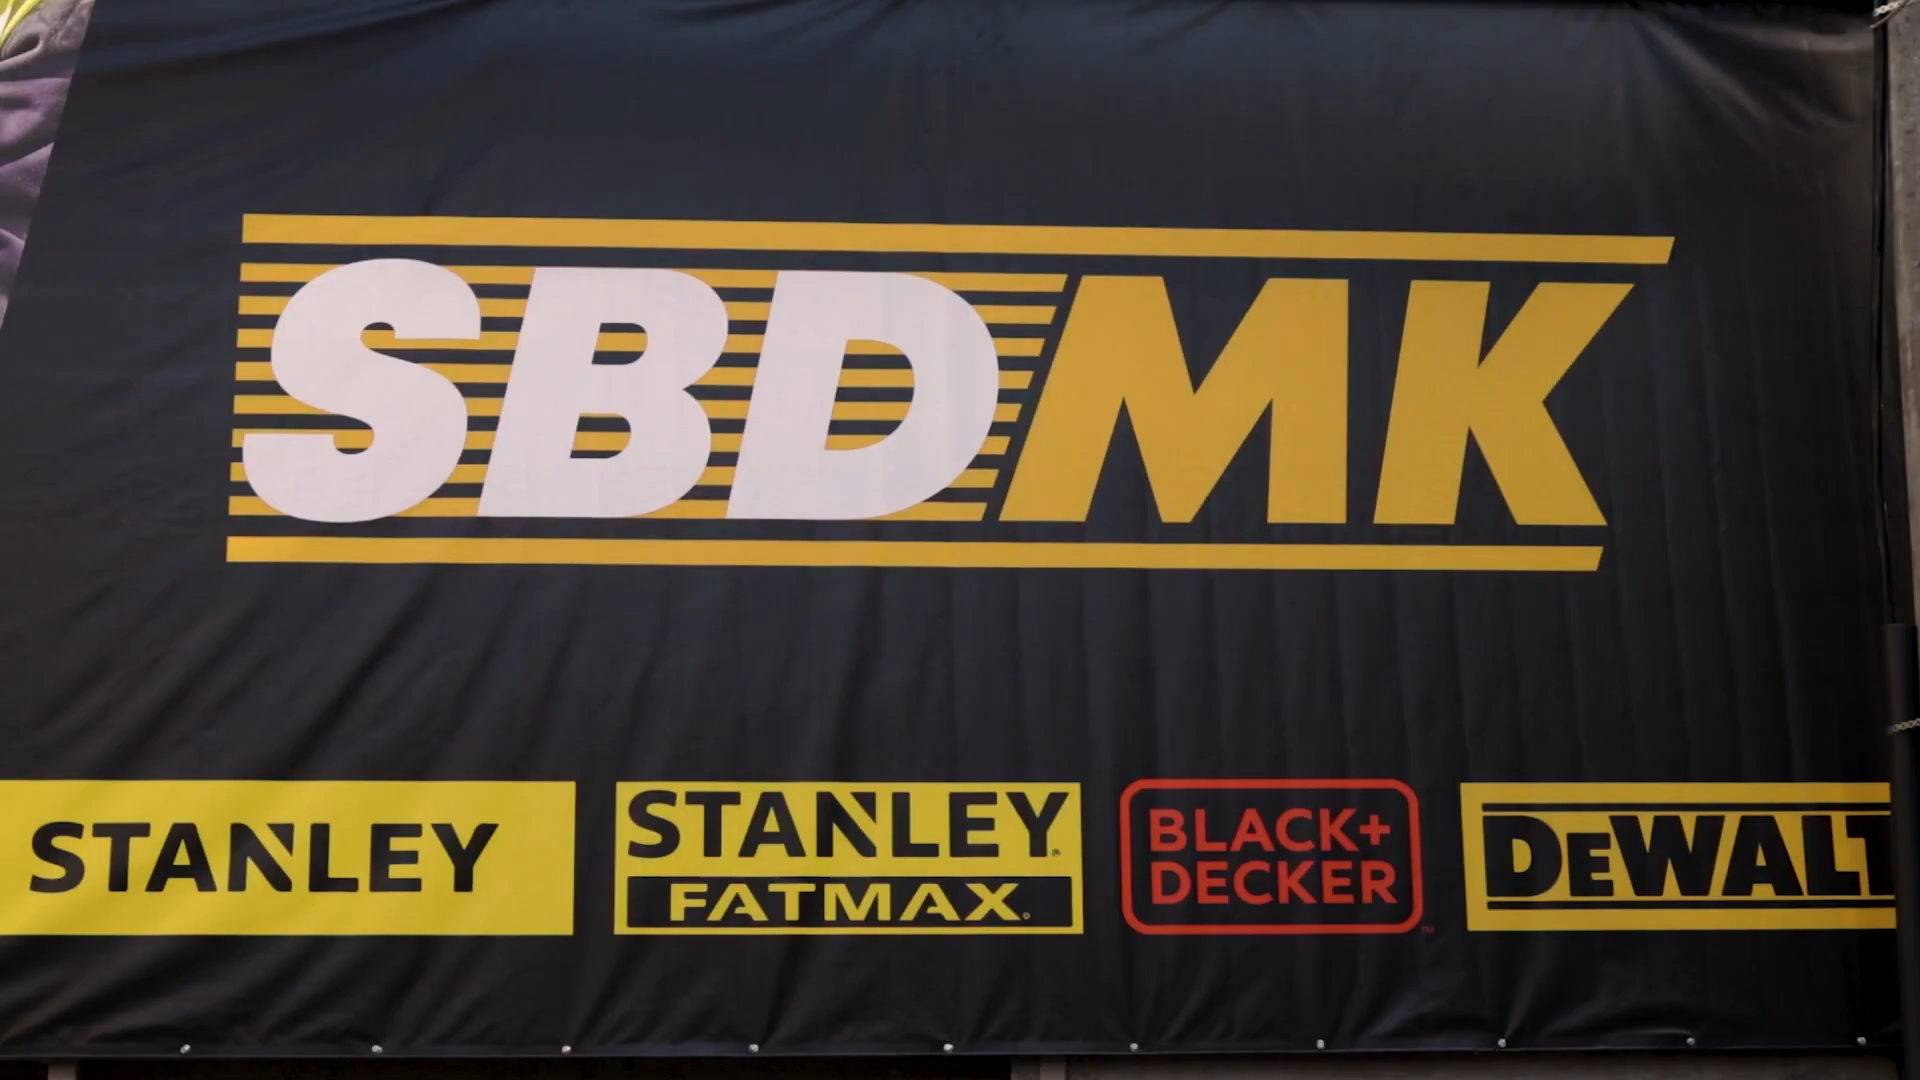 SBDMK
STANLEY
STANLEY
FATMAX
BLACK+
DECKER
DEWALT